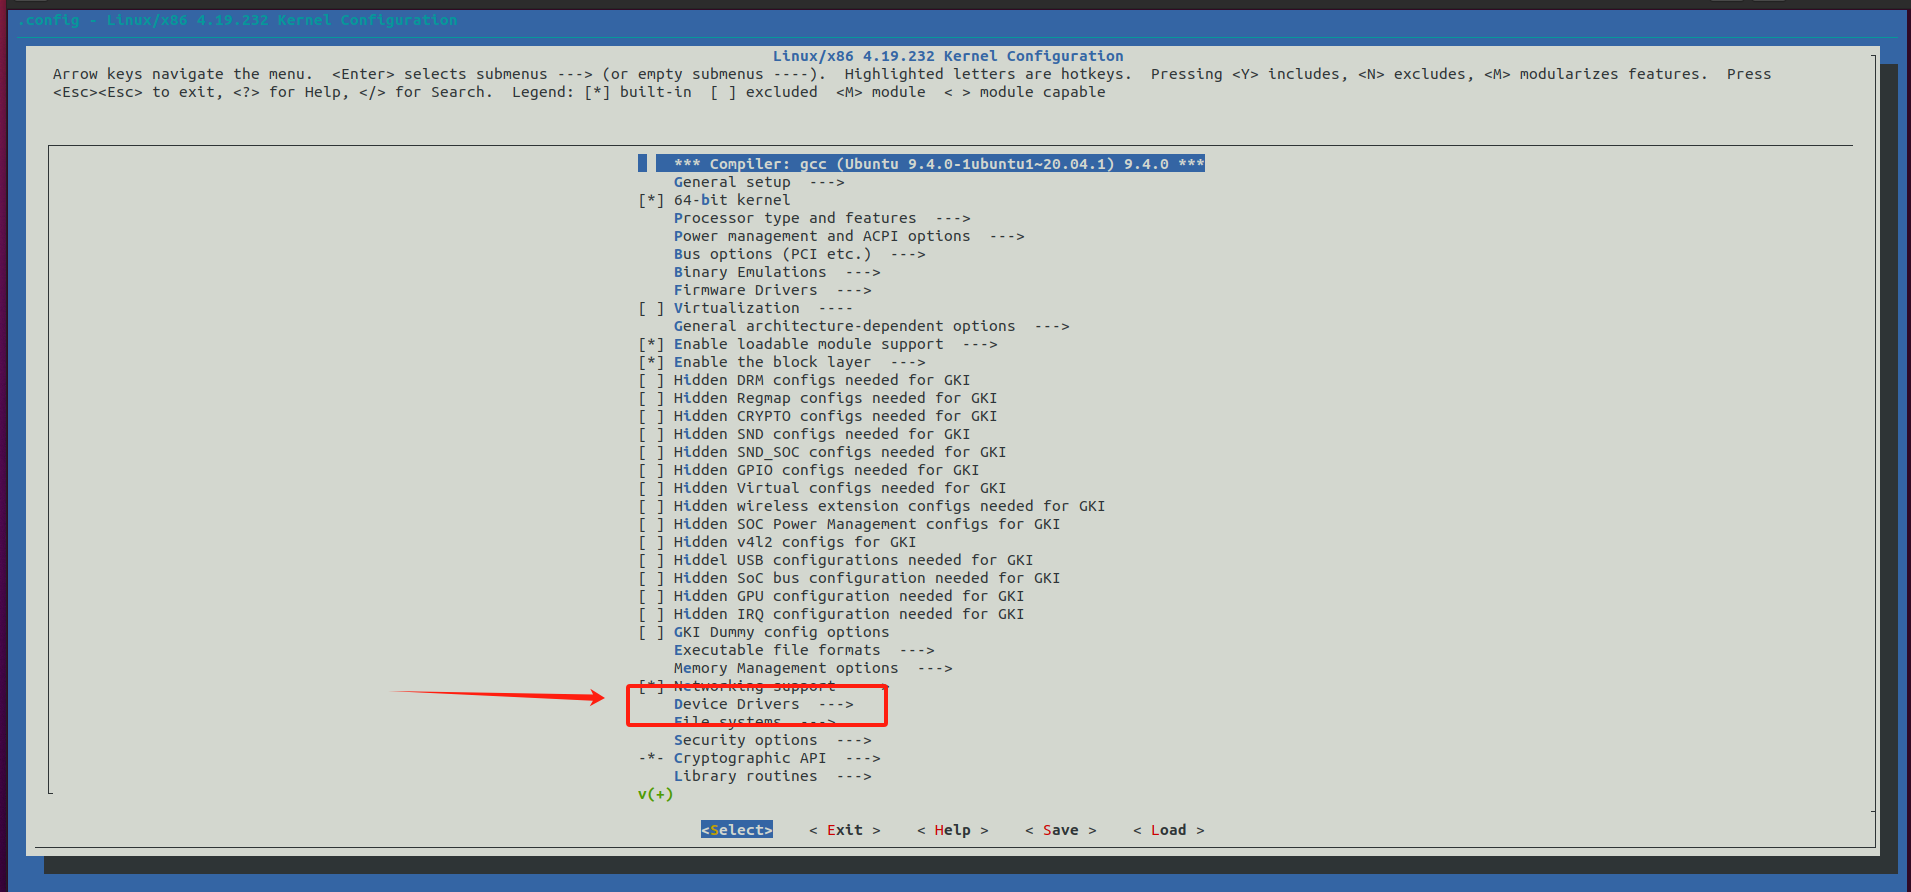 .config - Linux/x86 4.19.232 Kernel Configuration
Linux/x86 4.19.232 Kernel Configuration
Arrow keys navigate the menu.  <Enter> selects submenus ---> (or empty submenus ----).  Highlighted letters are hotkeys.  Pressing <Y> includes, <N> excludes, <M> modularizes features.  Press
<Esc><Esc> to exit, <?> for Help, </> for Search.  Legend: [*] built-in  [ ] excluded  <M> module  < > module capable
*** Compiler: gcc (Ubuntu 9.4.0-1ubuntu1~20.04.1) 9.4.0 ***
General setup  --->
[*] 64-bit kernel
Processor type and features  --->
Power management and ACPI options  --->
Bus options (PCI etc.)  --->
Binary Emulations  --->
Firmware Drivers  --->
[ ] Virtualization  ----
General architecture-dependent options  --->
[*] Enable loadable module support  --->
[*] Enable the block layer  --->
[ ] Hidden DRM configs needed for GKI
[ ] Hidden Regmap configs needed for GKI
[ ] Hidden CRYPTO configs needed for GKI
[ ] Hidden SND configs needed for GKI
[ ] Hidden SND_SOC configs needed for GKI
[ ] Hidden GPIO configs needed for GKI
[ ] Hidden Virtual configs needed for GKI
[ ] Hidden wireless extension configs needed for GKI
[ ] Hidden SOC Power Management configs for GKI
[ ] Hidden v4l2 configs for GKI
[ ] Hiddel USB configurations needed for GKI
[ ] Hidden SoC bus configuration needed for GKI
[ ] Hidden GPU configuration needed for GKI
[ ] Hidden IRQ configuration needed for GKI
[ ] GKI Dummy config options
Executable file formats  --->
Memory Management options  --->
[*] Networking support  --->
Device Drivers  --->
File systems  --->
Security options  --->
-*- Cryptographic API  --->
Library routines  --->
v(+)
<Select>    < Exit >    < Help >    < Save >    < Load >